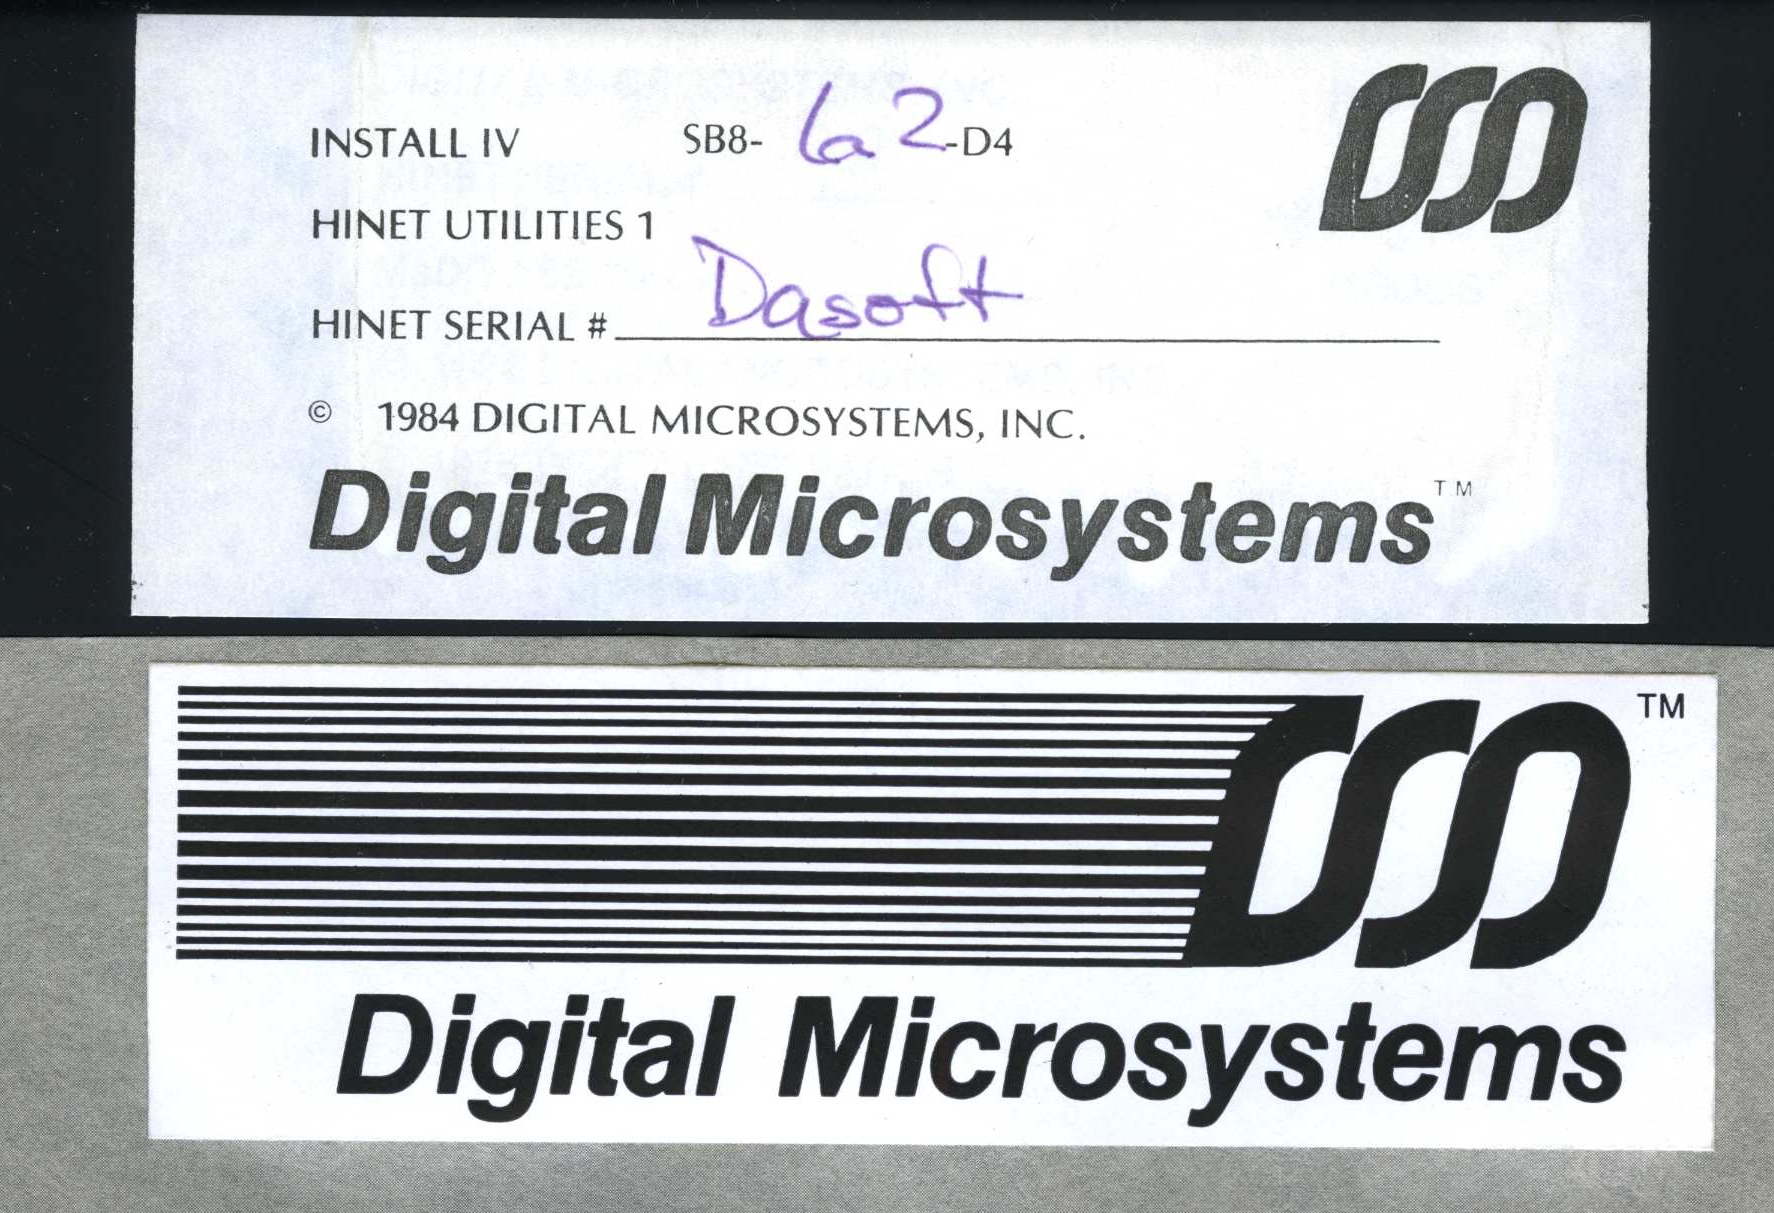 INSTALL IV SB8-6a2-D4
HINET UTILITIES 1
HINET SERIAL # Dasoft
© 1984 DIGITAL MICROSYSTEMS, INC.
Digital Microsystems™
TM
Digital Microsystems